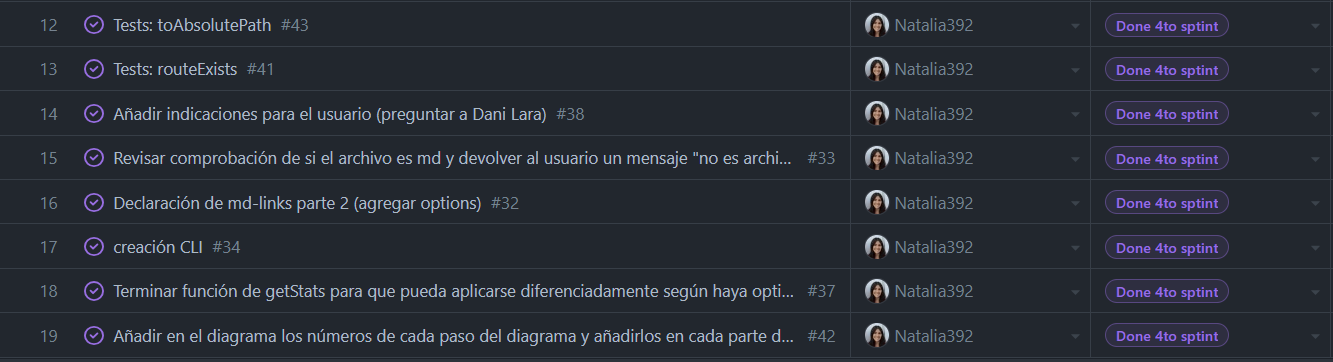 12 Tests: toAbsolutePath #43 Natalia392 Done 4to sptint
13 Tests: routeExists #41 Natalia392 Done 4to sptint
14 Añadir indicaciones para el usuario (preguntar a Dani Lara) #38 Natalia392 Done 4to sptint
15 Revisar comprobación de si el archivo es md y devolver al usuario un mensaje "no es archi... #33 Natalia392 Done 4to sptint
16 Declaración de md-links parte 2 (agregar options) #32 Natalia392 Done 4to sptint
17 creación CLI #34 Natalia392 Done 4to sptint
18 Terminar función de getStats para que pueda aplicarse diferenciadamente según haya opti... #37 Natalia392 Done 4to sptint
19 Añadir en el diagrama los números de cada paso del diagrama y añadirlos en cada parte d... #42 Natalia392 Done 4to sptint